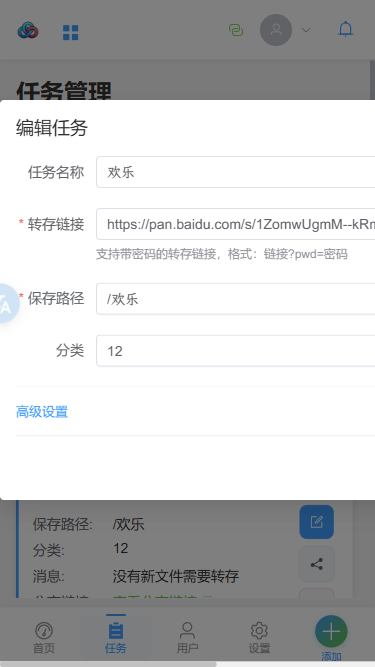 任务管理
编辑任务
任务名称 欢乐
* 转存链接 https://pan.baidu.com/s/1ZomwUgmM--kRm
支持带密码的转存链接，格式：链接?pwd=密码
* 保存路径 /欢乐
分类 12
高级设置
保存路径: /欢乐
分类: 12
消息: 没有新文件需要转存
首页 任务 用户 设置 添加